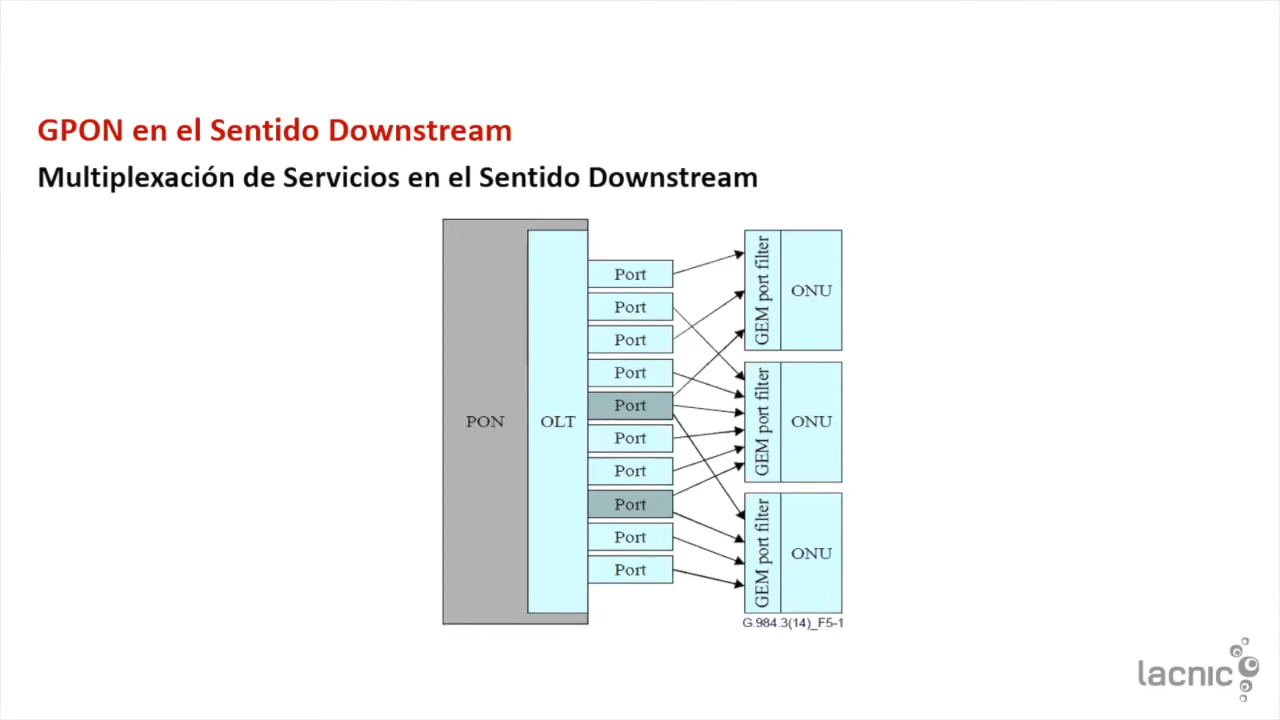 GPON en el Sentido Downstream
Multiplexación de Servicios en el Sentido Downstream
PON
OLT
Port
Port
Port
Port
Port
Port
Port
Port
Port
Port
GEM port filter
ONU
GEM port filter
ONU
GEM port filter
ONU
G.984.3(14)_F5-1
lacnic